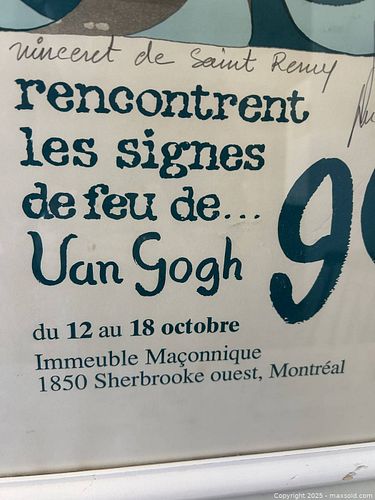 de Saint Remy
rencontrent
les signes
de feu de...
Van Gogh
9
du 12 au 18 octobre
Immeuble Maçonnique
1850 Sherbrooke ouest, Montréal
Copyright 2025 - maxsold.com